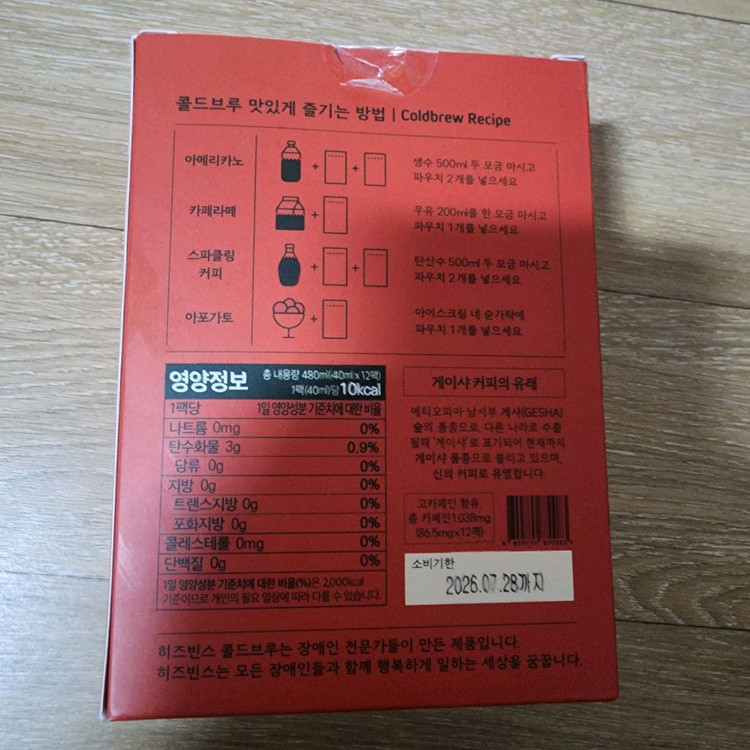 콜드브루 맛있게 즐기는 방법 | Coldbrew Recipe
아메리카노
생수 500ml 두 모금 마시고
파우치 2개를 넣으세요
카페라떼
우유 200ml를 한 모금 마시고
파우치 1개를 넣으세요
스파클링
커피
탄산수 500ml 두 모금 마시고
파우치 2개를 넣으세요
아포가토
아이스크림 네 숟가락에
파우치 1개를 넣으세요
영양정보
총 내용량 480ml(40ml x 12팩)
1팩(40ml)당 10kcal
1팩당 1일 영양성분 기준치에 대한 비율
나트륨 0mg 0%
탄수화물 3g 0.9%
당류 0g 0%
지방 0g 0%
트랜스지방 0g 0%
포화지방 0g 0%
콜레스테롤 0mg 0%
단백질 0g 0%
1일 영양성분 기준치에 대한 비율(%)은 2,000kcal
기준이므로 개인의 필요 열량에 따라 다를 수 있습니다.
게이샤 커피의 유래
에티오피아 남서부 게샤(GESHA)
숲의 품종으로, 다른 나라로 수출
될때 '게이샤'로 표기되어 현재까지
게이샤 품종으로 불리고 있으며,
신의 커피로 유명합니다.
고카페인 함유
총 카페인1,038mg
(86.5mg x 12팩)
소비기한
2026.07.28까지
히즈빈스 콜드브루는 장애인 전문가들이 만든 제품입니다.
히즈빈스는 모든 장애인들과 함께 행복하게 일하는 세상을 꿈꿉니다.